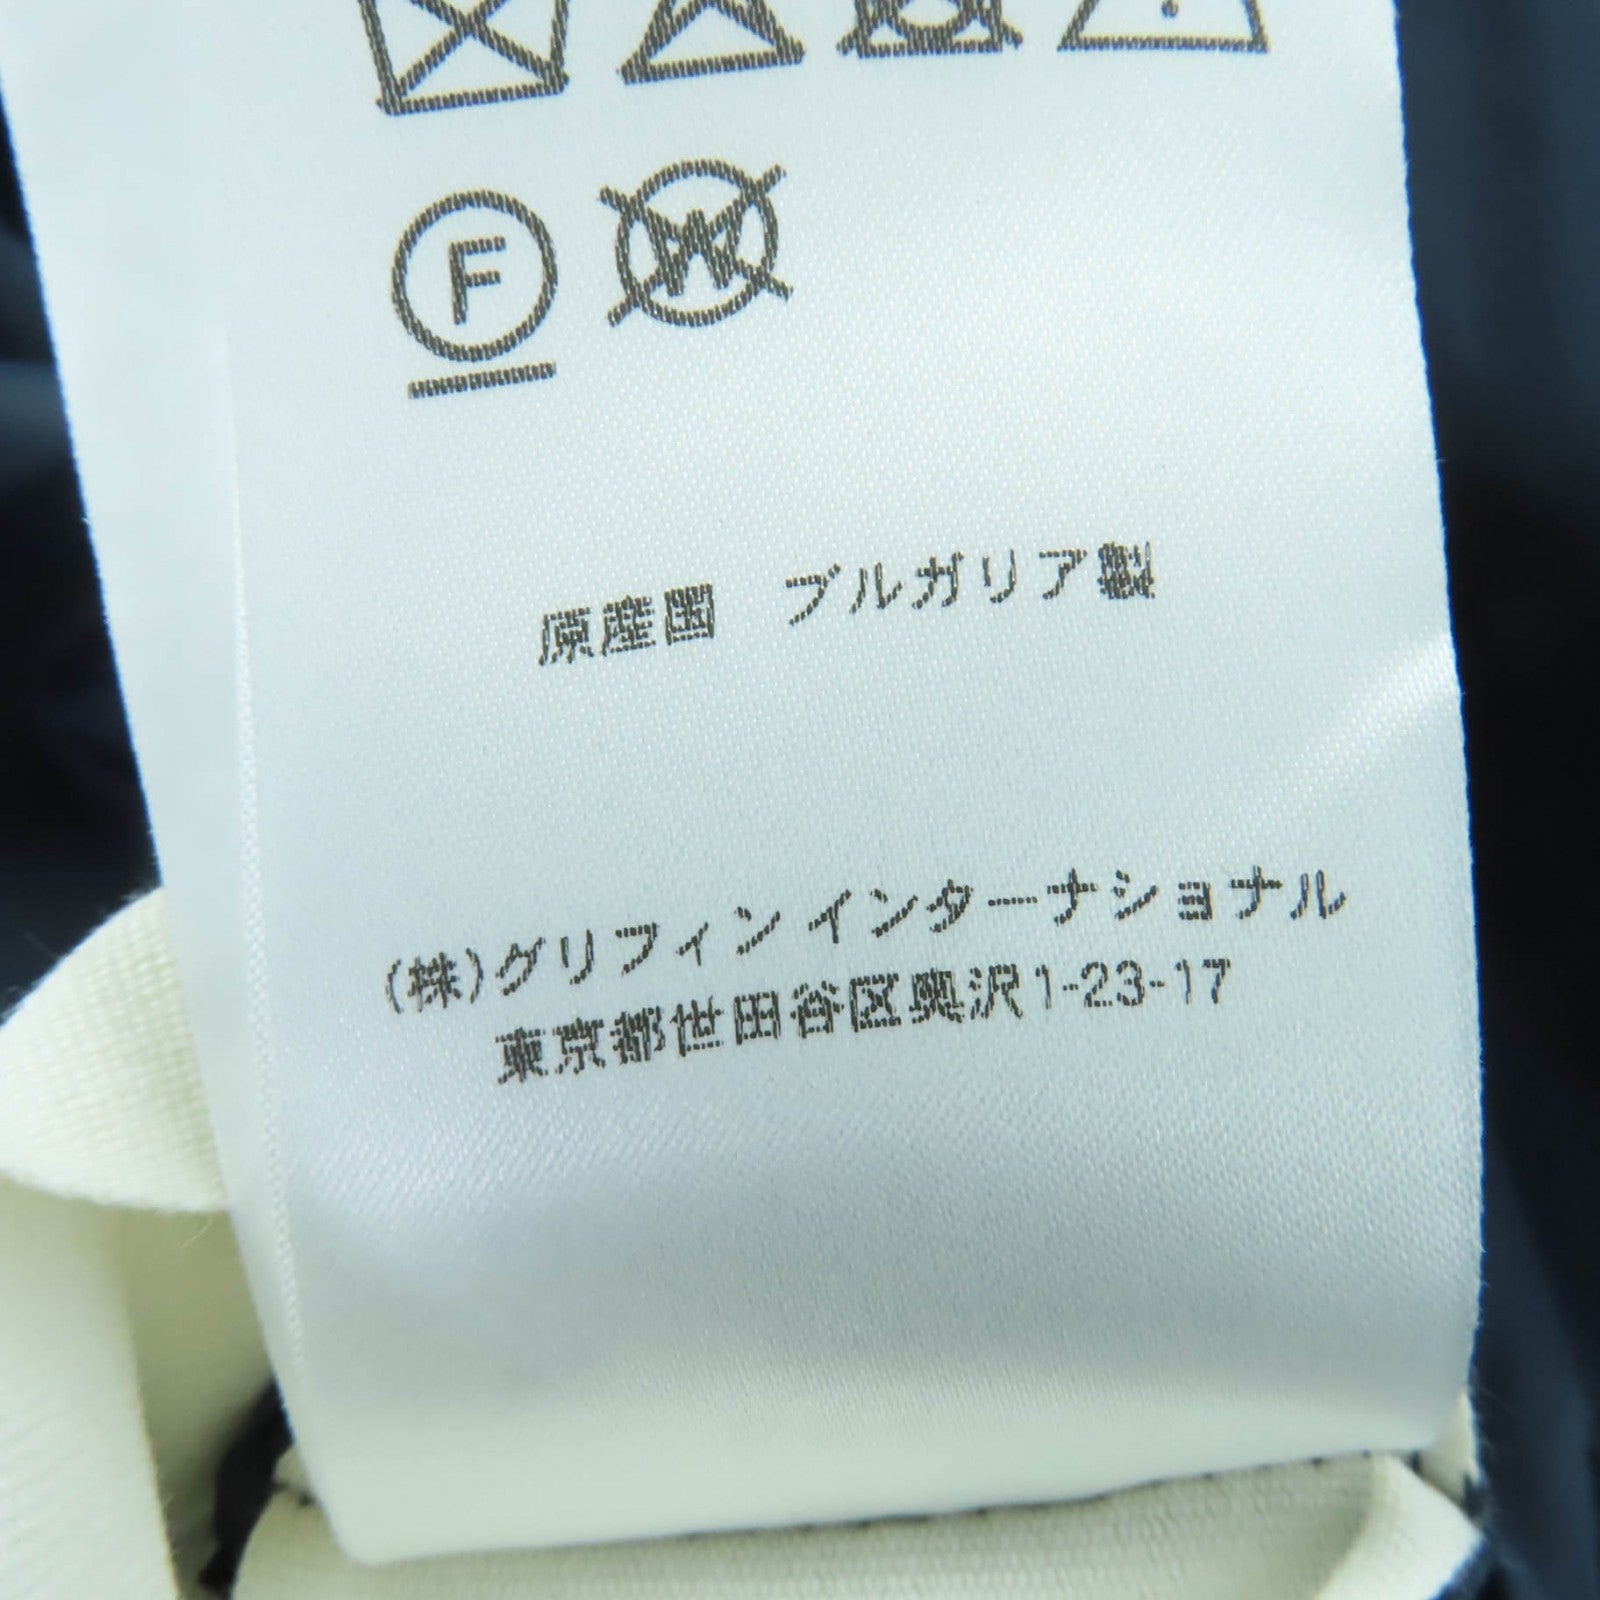 F
W
原産国 ブルガリア製
(株)グリフィンインターナショナル
東京都世田谷区奥沢1-23-17